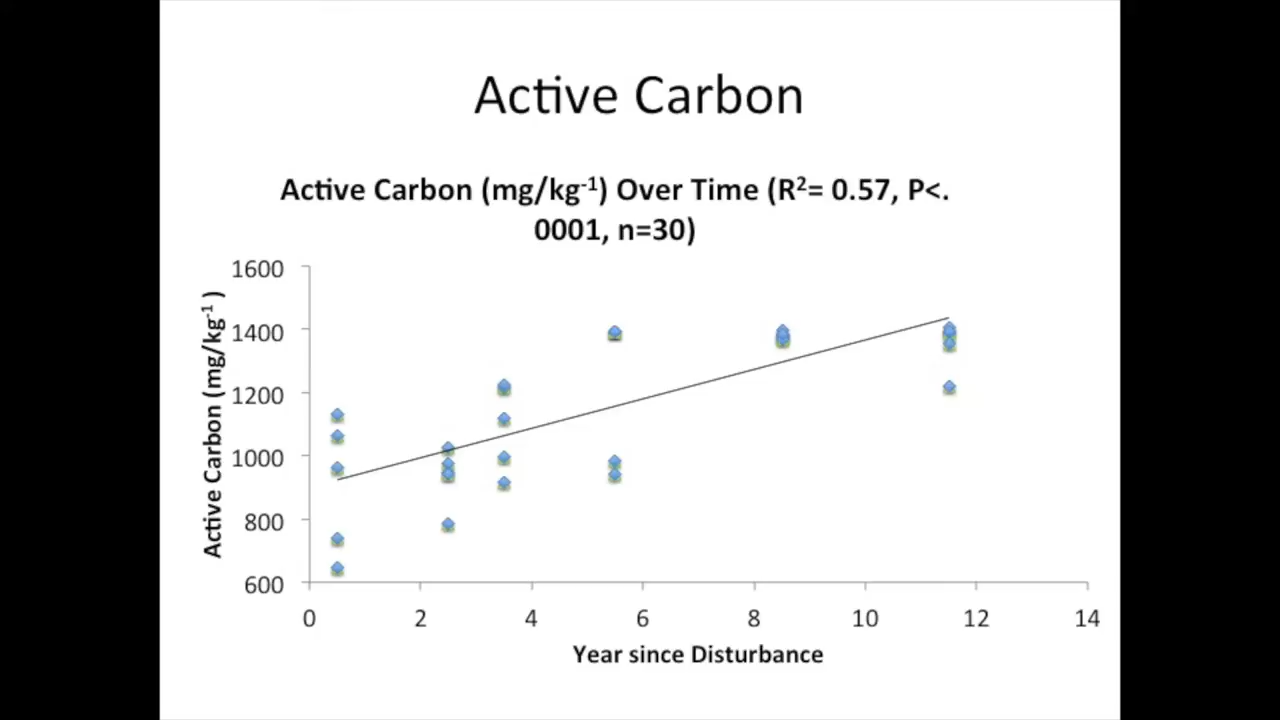 Active Carbon
Active Carbon (mg/kg⁻¹) Over Time (R²= 0.57, P<.
0001, n=30)
Active Carbon (mg/kg⁻¹ )
1600
1400
1200
1000
800
600
0 2 4 6 8 10 12 14
Year since Disturbance